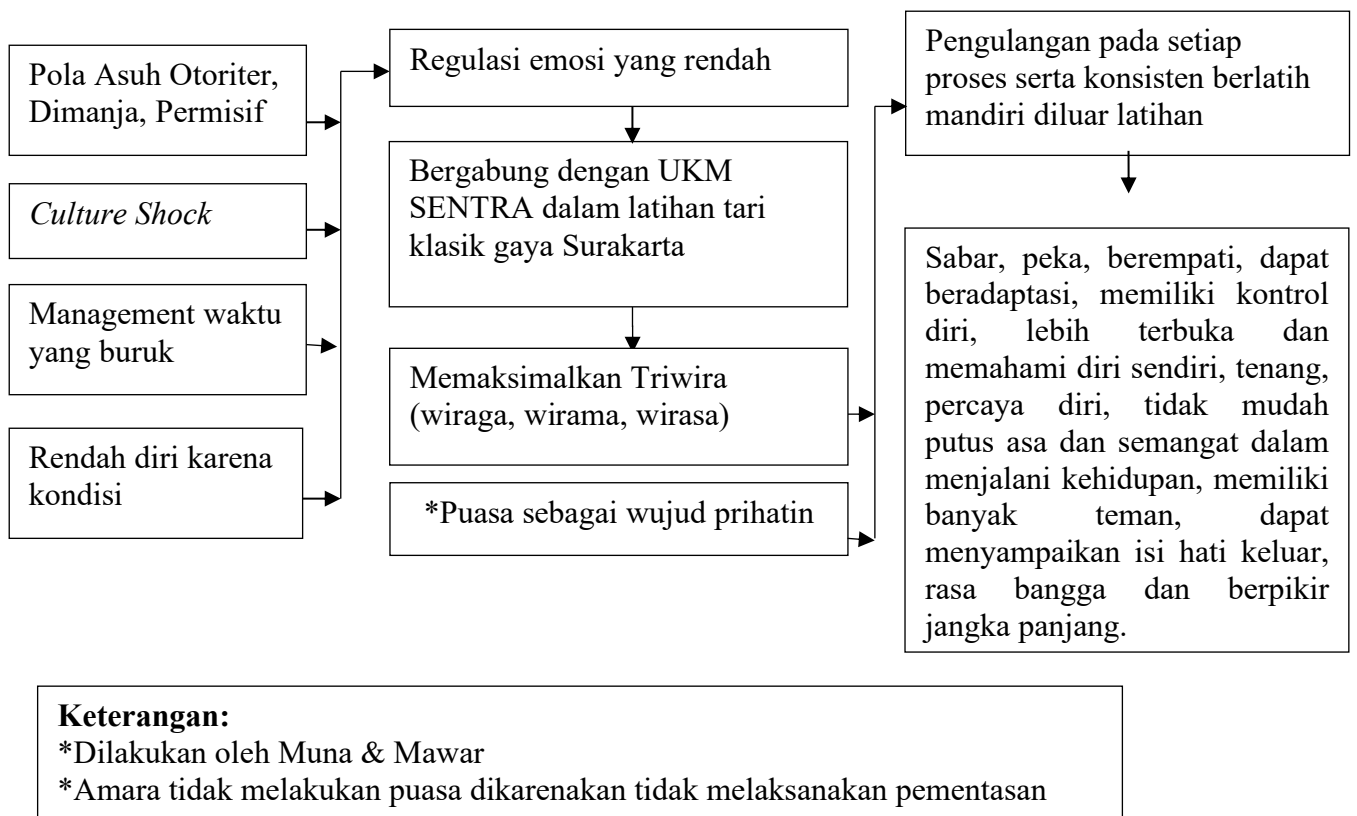 Pola Asuh Otoriter,
Dimanja, Permisif
Culture Shock
Management waktu
yang buruk
Rendah diri karena
kondisi
Regulasi emosi yang rendah
Bergabung dengan UKM
SENTRA dalam latihan tari
klasik gaya Surakarta
Memaksimalkan Triwira
(wiraga, wirama, wirasa)
*Puasa sebagai wujud prihatin
Pengulangan pada setiap
proses serta konsisten berlatih
mandiri diluar latihan
Sabar, peka, berempati, dapat
beradaptasi, memiliki kontrol
diri, lebih terbuka dan
memahami diri sendiri, tenang,
percaya diri, tidak mudah
putus asa dan semangat dalam
menjalani kehidupan, memiliki
banyak teman, dapat
menyampaikan isi hati keluar,
rasa bangga dan berpikir
jangka panjang.
Keterangan:
*Dilakukan oleh Muna & Mawar
*Amara tidak melakukan puasa dikarenakan tidak melaksanakan pementasan